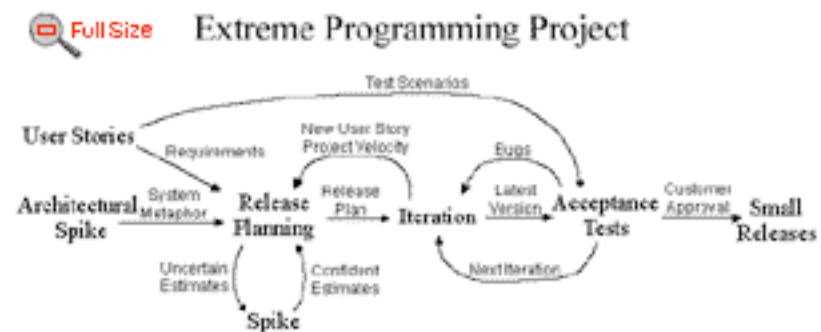 Full Size
Extreme Programming Project
Test Scenarios
User Stories
Requirements
New User Story
Project Velocity
Bugs
Architectural
Spike
System
Metaphor
Release
Planning
Release
Plan
Iteration
Latest
Version
Acceptance
Tests
Customer
Approval
Small
Releases
Uncertain
Estimates
Confident
Estimates
Next Iteration
Spike